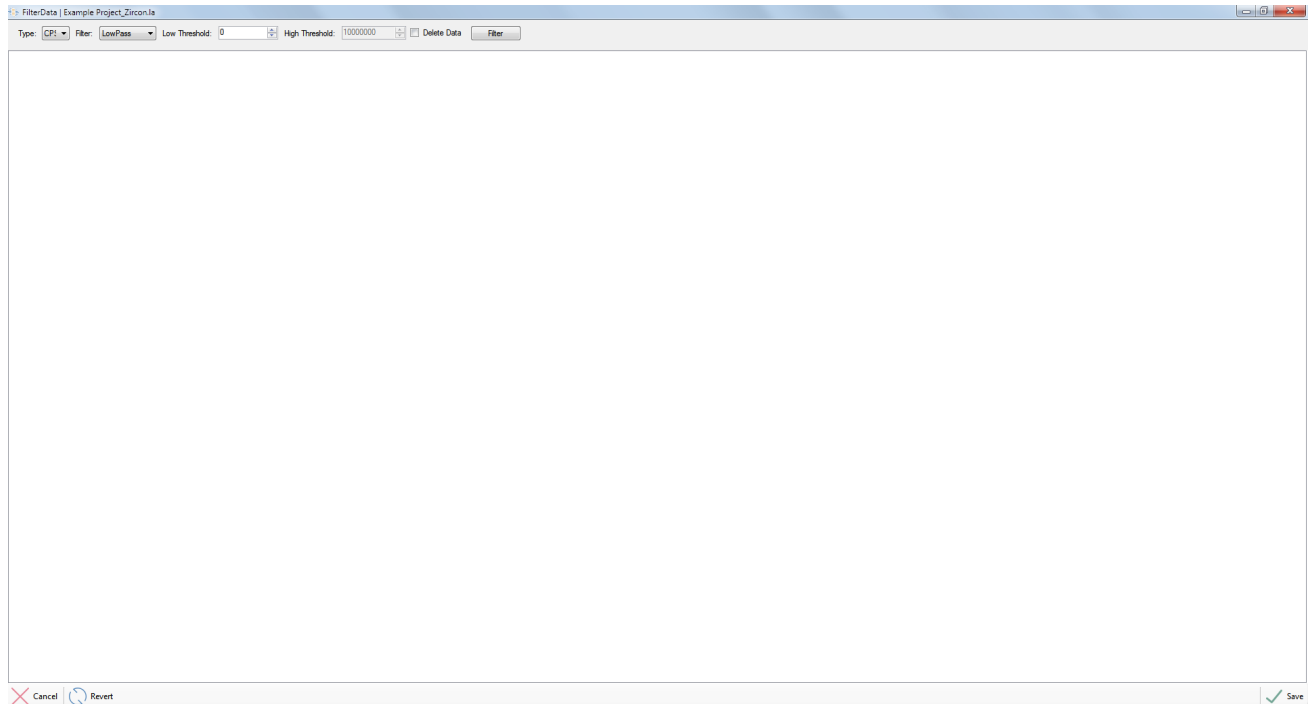 FilterData | Example Project_Zircon.la
Type: CP! Filter: LowPass Low Threshold: 0 High Threshold: 10000000 Delete Data Filter
Cancel Revert Save